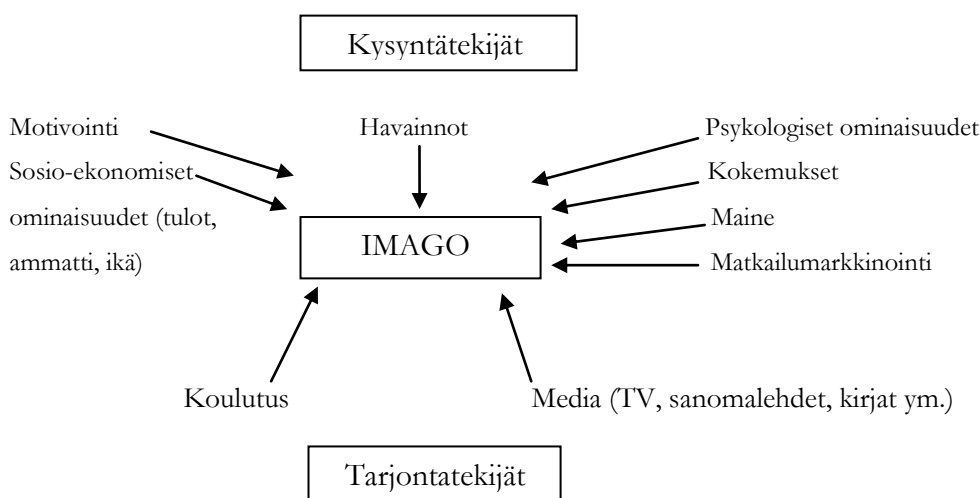 Kysyntätekijät
Motivointi
Havainnot
Psykologiset ominaisuudet
Sosio-ekonomiset
ominaisuudet (tulot,
ammatti, ikä)
Kokemukset
Maine
IMAGO
Matkailumarkkinointi
Koulutus
Media (TV, sanomalehdet, kirjat ym.)
Tarjontatekijät